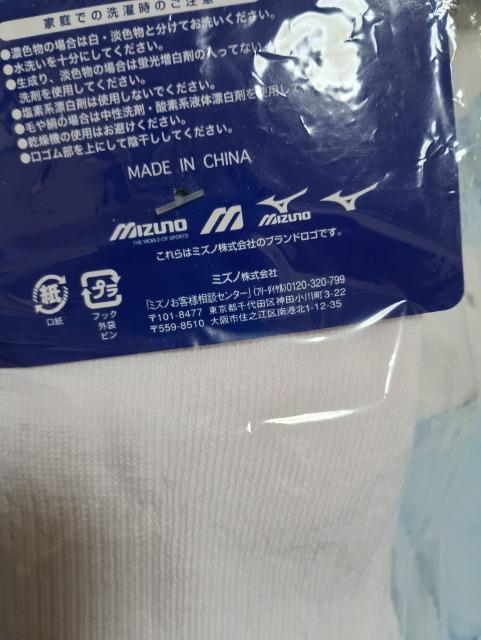 家庭での洗濯時のご注意
●濃色物の場合は白・淡色物と分けてお洗いください。
●水洗いを十分にしてください。
●生成り、淡色物の場合は蛍光増白剤の入ってない
洗剤を使用してください。
●塩素系漂白剤は使用しないでください。
●毛や絹の場合は中性洗剤・酸素系液体漂白剤を使用し
●乾燥機の使用はお避けください。
●口ゴム部を上にして陰干ししてください。
MADE IN CHINA
MIZUNO
THE WORLD OF SPORTS
M
MIZUNO
これらはミズノ株式会社のブランドロゴです。
ミズノ株式会社
「ミズノお客様相談センター」(フリーダイヤル)0120-320-799
〒101-8477 東京都千代田区神田小川町3-22
〒559-8510 大阪市住之江区南港北1-12-35
紙
口紙
プラ
フック
外袋
ピン